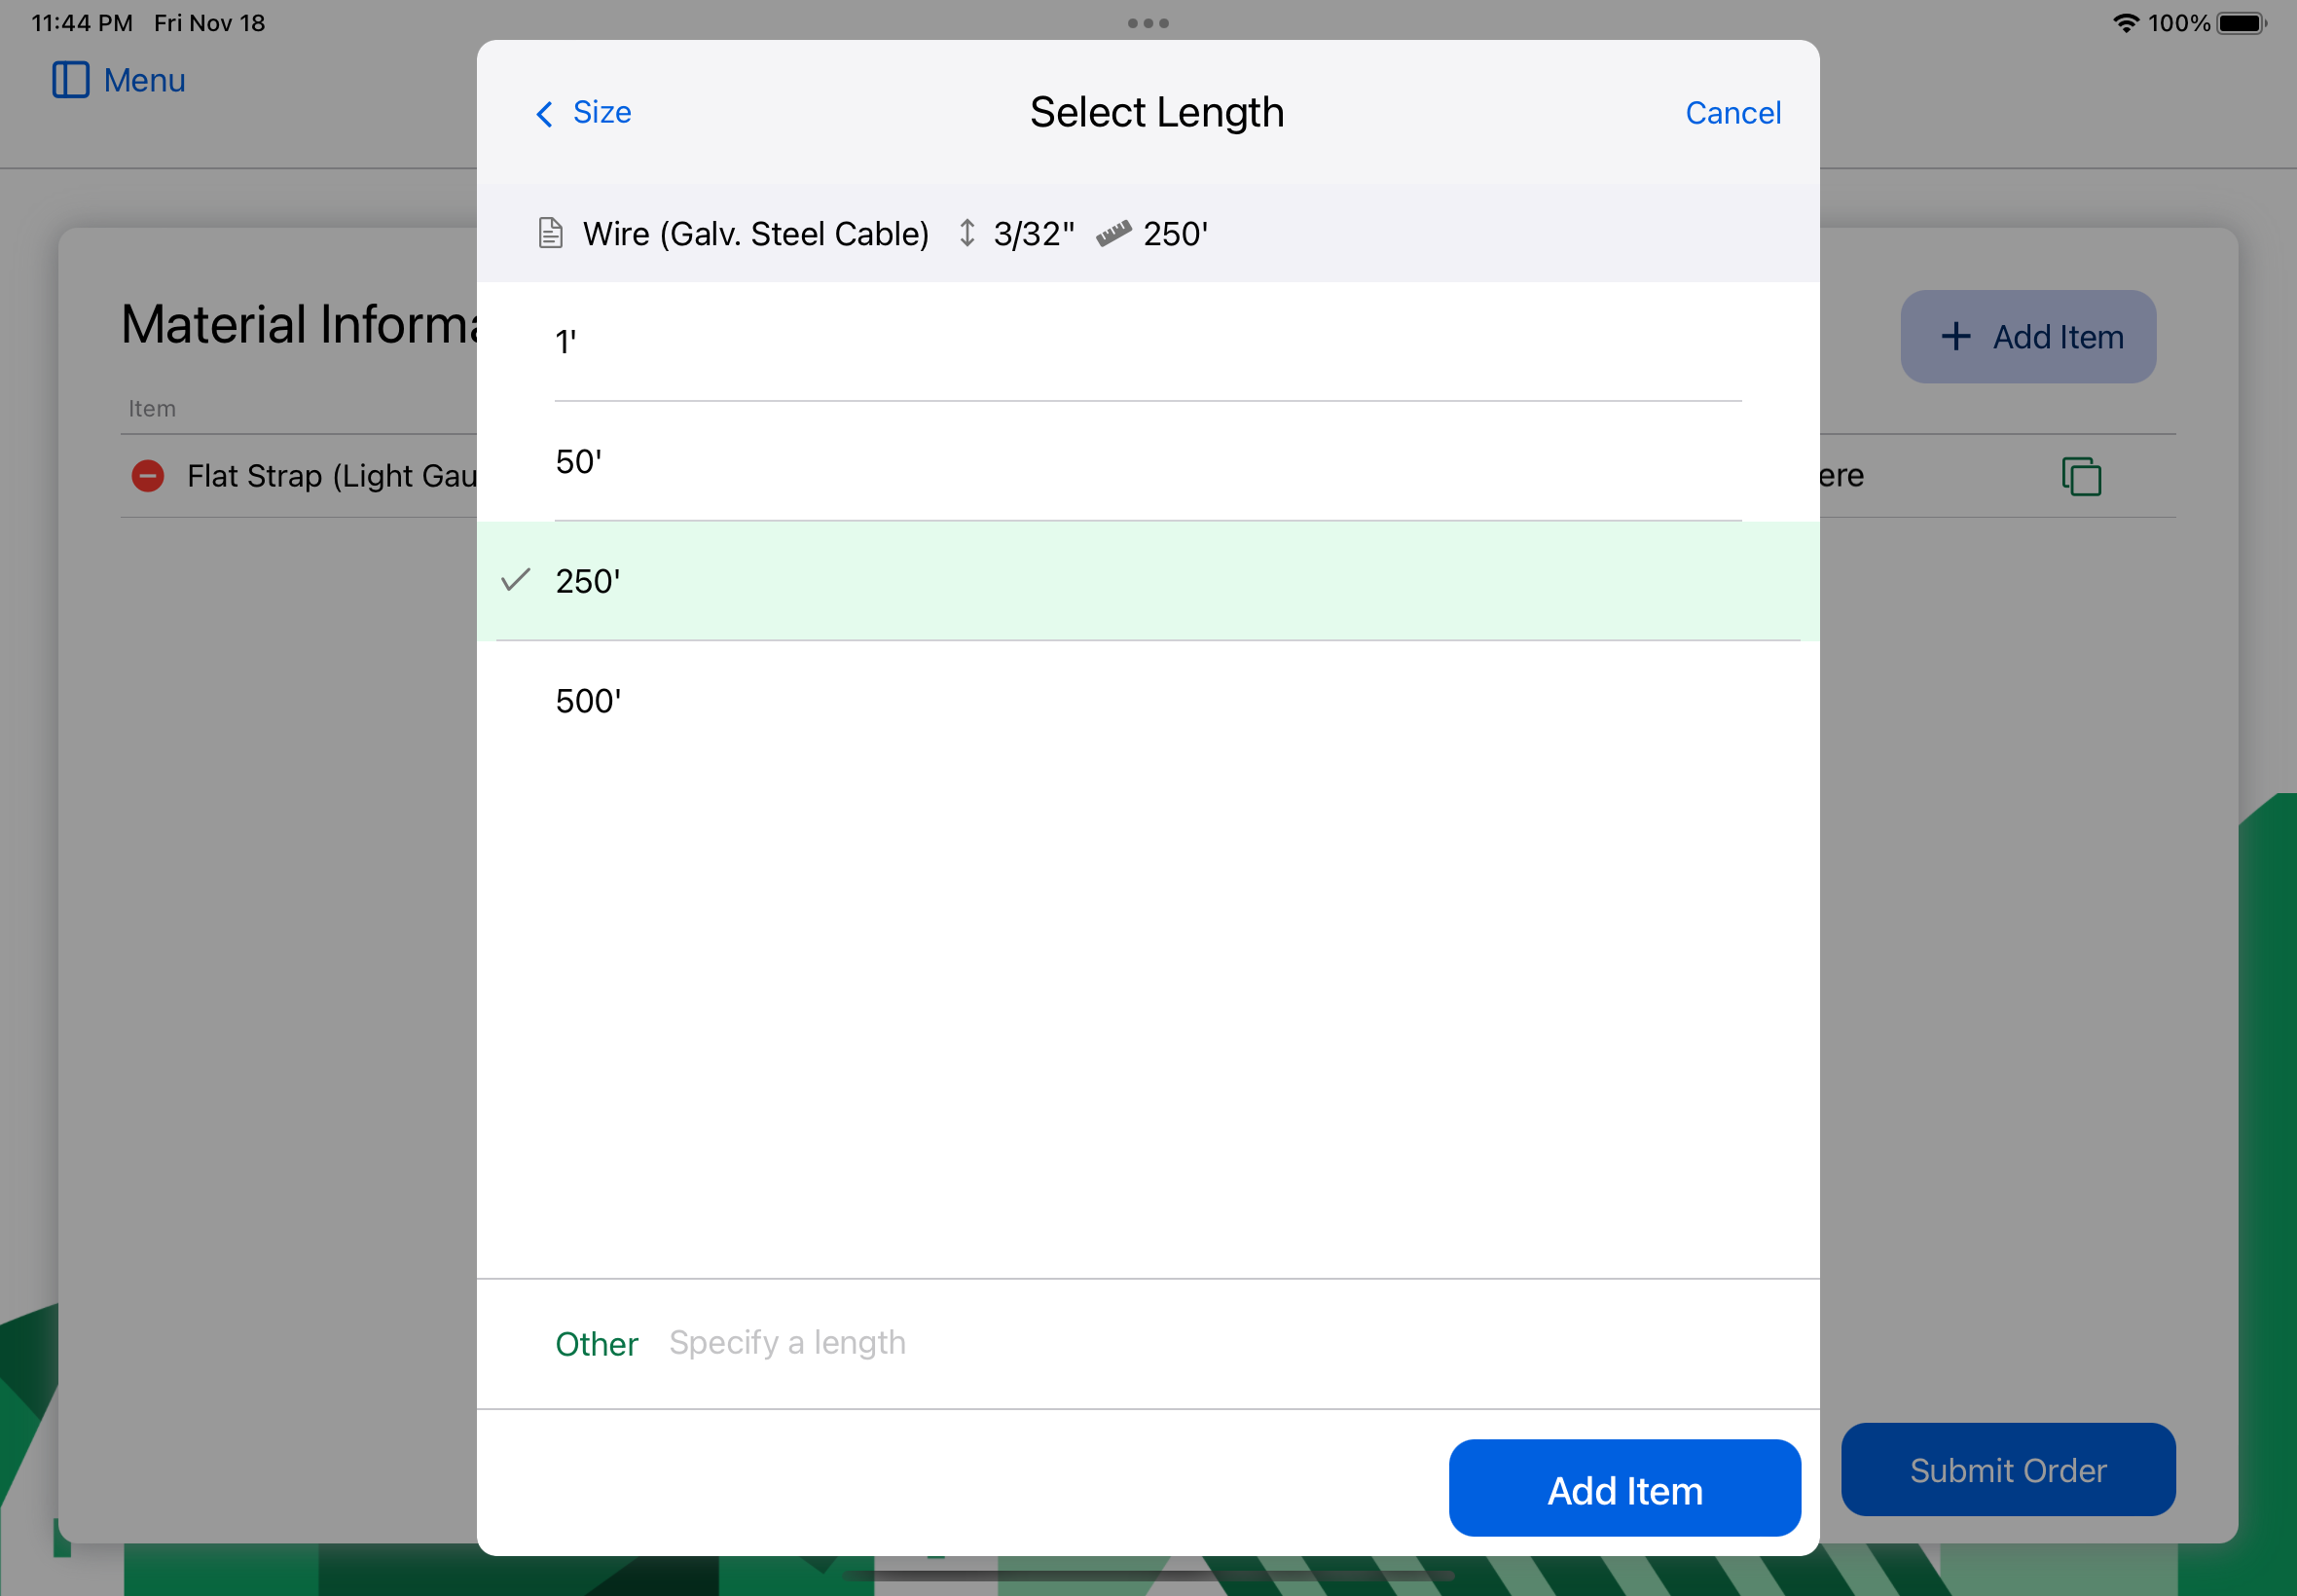 11:44 PM Fri Nov 18
100%
Menu
Size
Select Length
Cancel
Wire (Galv. Steel Cable) 3/32" 250'
Material Informa
Add Item
Item
Flat Strap (Light Gau
ere
1'
50'
250'
500'
Other Specify a length
Add Item
Submit Order